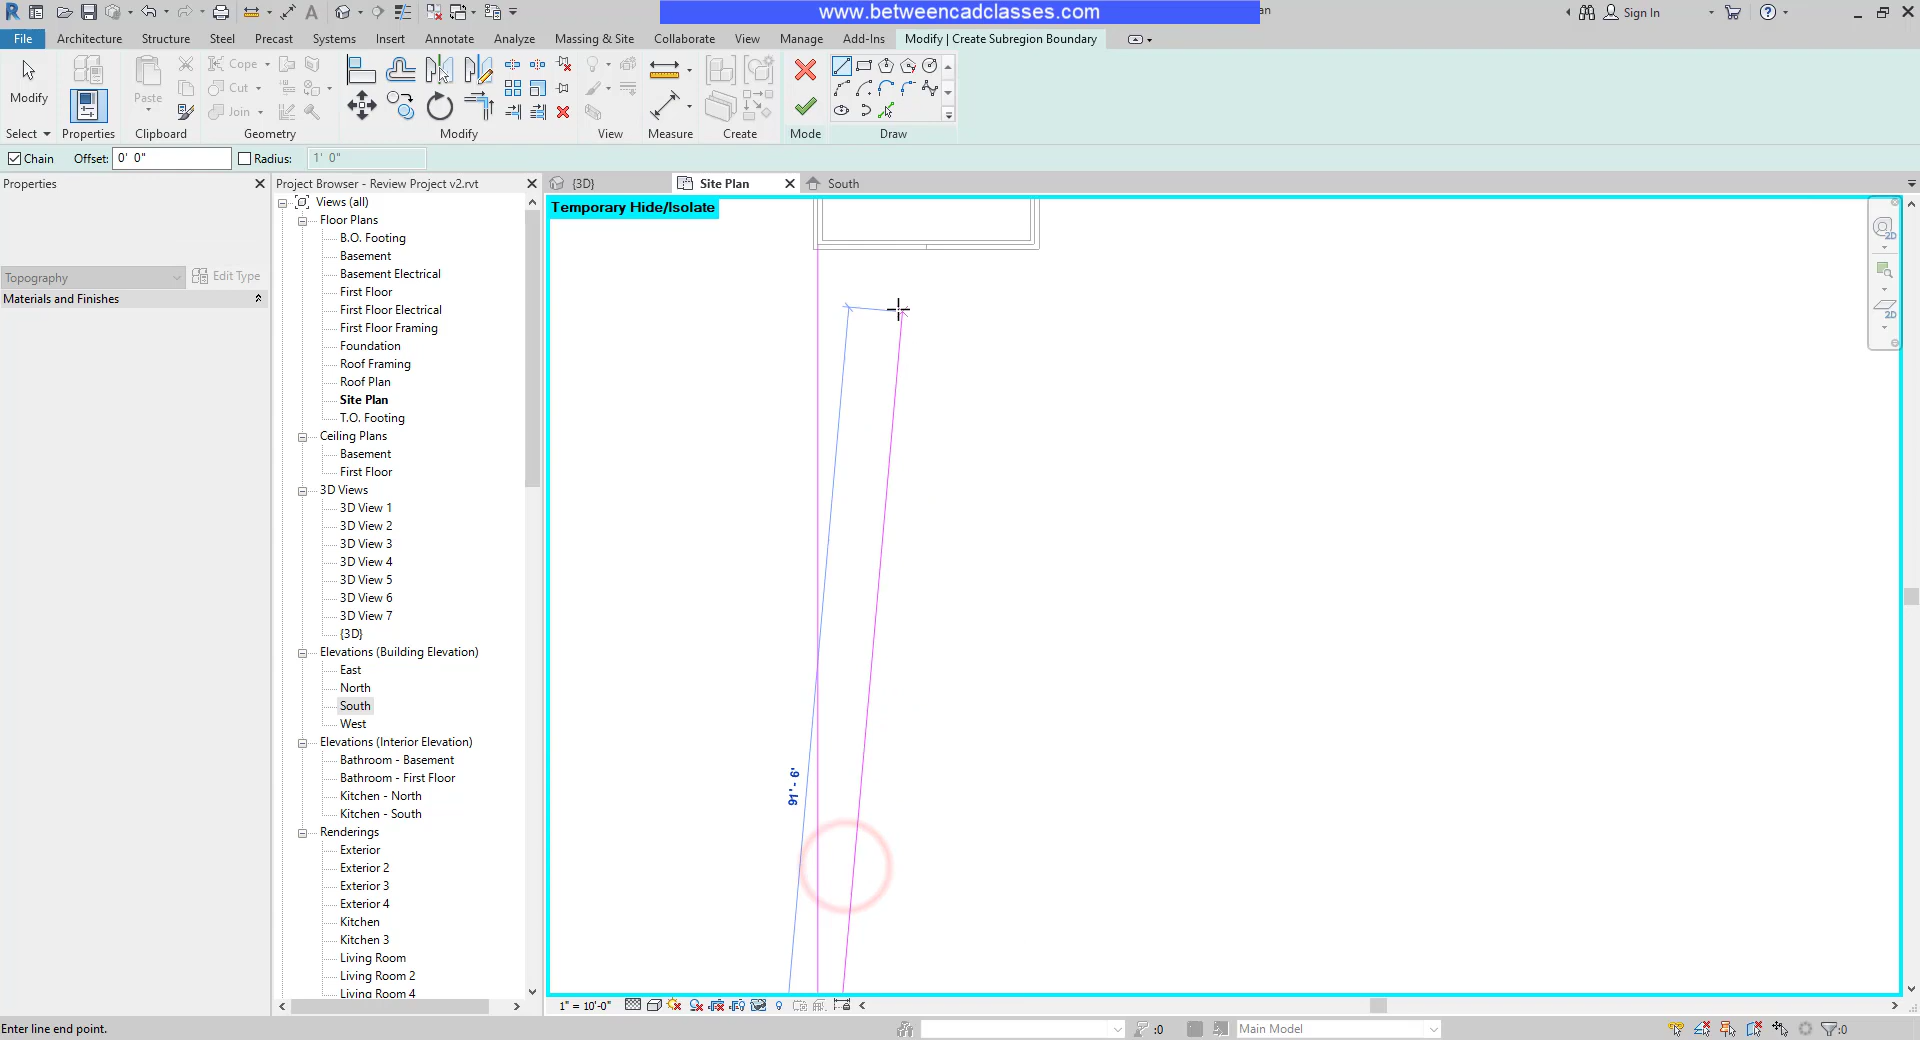 www.betweencadclasses.com
an
Sign In
File
Architecture
Structure
Steel
Precast
Systems
Insert
Annotate
Analyze
Massing & Site
Collaborate
View
Manage
Add-Ins
Modify | Create Subregion Boundary
Modify
Paste
Cope
Cut
Join
Select
Properties
Clipboard
Geometry
Modify
View
Measure
Create
Mode
Draw
Chain
Offset:
0' 0"
Radius:
1' 0"
Properties
Topography
Edit Type
Materials and Finishes
Project Browser - Review Project v2.rvt
Views (all)
Floor Plans
B.O. Footing
Basement
Basement Electrical
First Floor
First Floor Electrical
First Floor Framing
Foundation
Roof Framing
Roof Plan
Site Plan
T.O. Footing
Ceiling Plans
Basement
First Floor
3D Views
3D View 1
3D View 2
3D View 3
3D View 4
3D View 5
3D View 6
3D View 7
{3D}
Elevations (Building Elevation)
East
North
South
West
Elevations (Interior Elevation)
Bathroom - Basement
Bathroom - First Floor
Kitchen - North
Kitchen - South
Renderings
Exterior
Exterior 2
Exterior 3
Exterior 4
Kitchen
Kitchen 3
Living Room
Living Room 2
Living Room 4
{3D}
Site Plan
South
Temporary Hide/Isolate
2D
2D
91' - 6"
1" = 10'-0"
Enter line end point.
:0
Main Model
:0